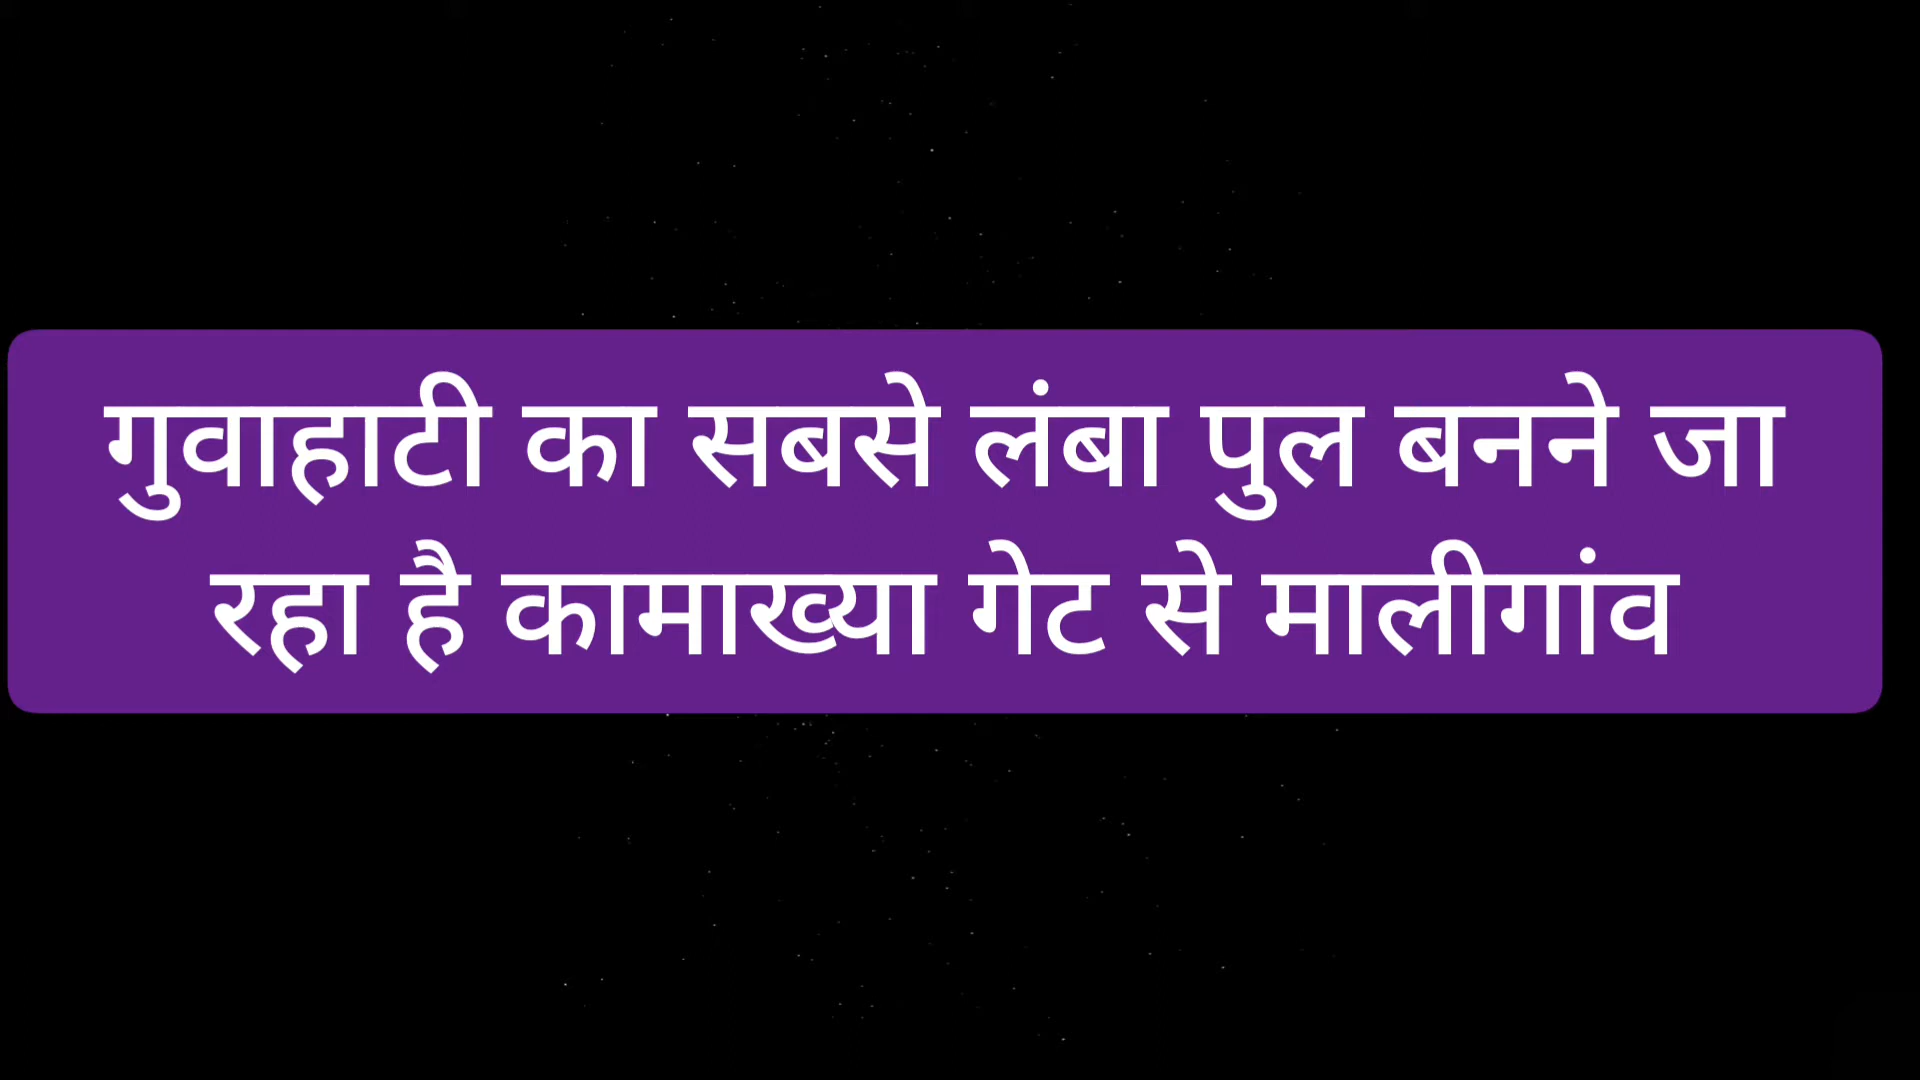 गुवाहाटी का सबसे लंबा पुल बनने जा
रहा है कामाख्या गेट से मालीगांव